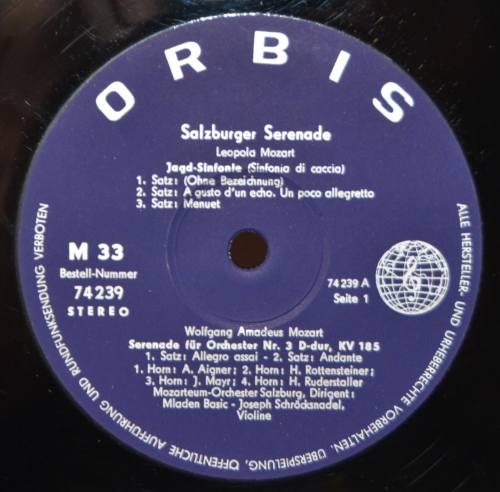 ORBIS
Salzburger Serenade
Leopold Mozart
Jagd-Sinfonie (Sinfonia di caccia)
1. Satz: (Ohne Bezeichnung)
2. Satz: A gusto d'un echo. Un poco allegretto
3. Satz: Menuet
M 33
Bestell-Nummer
74239
STEREO
74239 A
Seite 1
Wolfgang Amadeus Mozart
Serenade für Orchester Nr. 3 D-dur, KV 185
1. Satz: Allegro assai - 2. Satz: Andante
1. Horn: A. Aigner; 2. Horn: H. Rottensteiner;
3. Horn: J. Mayr; 4. Horn: H. Ruderstaller
Mozarteum-Orchester Salzburg, Dirigent:
Mladen Basic - Joseph Schröcksnadel,
Violine
ALLE HERSTELLER- UND URHEBERRECHTE VORBEHALTEN. ÜBERSPIELUNG, ÖFFENTLICHE AUFFÜHRUNG UND RUNDFUNKSENDUNG VERBOTEN